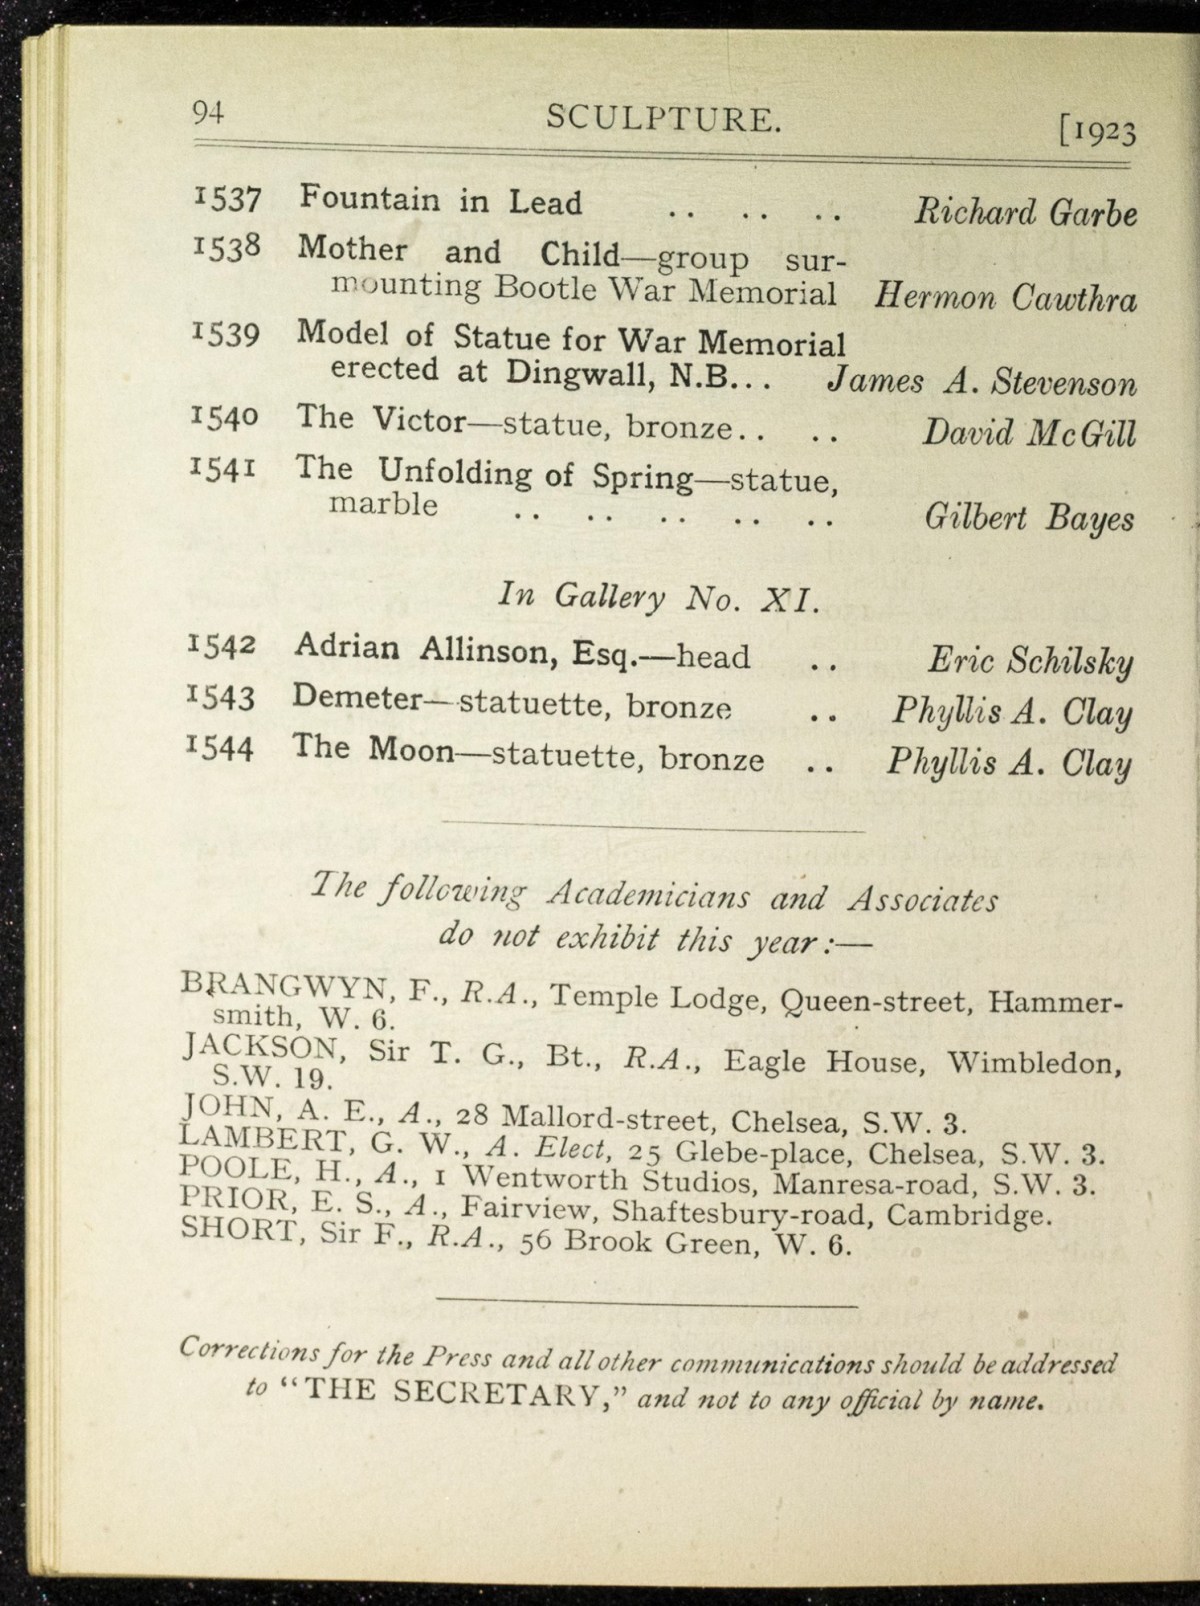 94 SCULPTURE. [1923
1537 Fountain in Lead .. .. .. Richard Garbe
1538 Mother and Child—group sur-
mounting Bootle War Memorial Hermon Cawthra
1539 Model of Statue for War Memorial
erected at Dingwall, N.B... James A. Stevenson
1540 The Victor—statue, bronze.. .. David McGill
1541 The Unfolding of Spring—statue,
marble .. .. .. .. .. Gilbert Bayes
In Gallery No. XI.
1542 Adrian Allinson, Esq.—head .. Eric Schilsky
1543 Demeter—statuette, bronze .. Phyllis A. Clay
1544 The Moon—statuette, bronze .. Phyllis A. Clay
The following Academicians and Associates
do not exhibit this year:—
BRANGWYN, F., R.A., Temple Lodge, Queen-street, Hammer-
smith, W. 6.
JACKSON, Sir T. G., Bt., R.A., Eagle House, Wimbledon,
S.W. 19.
JOHN, A. E., A., 28 Mallord-street, Chelsea, S.W. 3.
LAMBERT, G. W., A. Elect, 25 Glebe-place, Chelsea, S.W. 3.
POOLE, H., A., 1 Wentworth Studios, Manresa-road, S.W. 3.
PRIOR, E. S., A., Fairview, Shaftesbury-road, Cambridge.
SHORT, Sir F., R.A., 56 Brook Green, W. 6.
Corrections for the Press and all other communications should be addressed
to "THE SECRETARY," and not to any official by name.